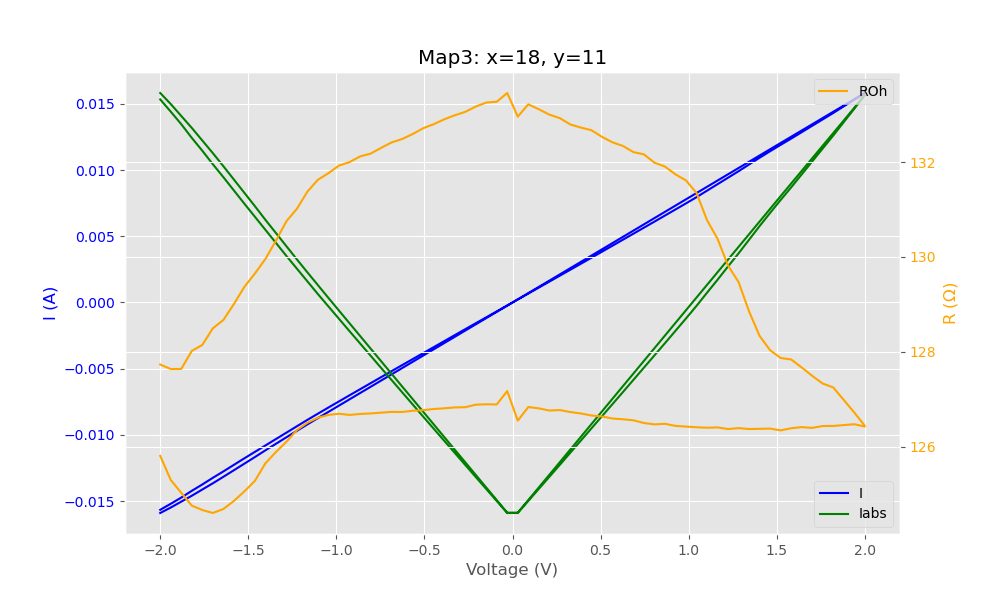 Map3: x=18, y=11
ROh
0.015
0.010
0.005
0.000
−0.005
−0.010
−0.015
I (A)
132
130
128
126
R (Ω)
I
Iabs
−2.0 −1.5 −1.0 −0.5 0.0 0.5 1.0 1.5 2.0
Voltage (V)